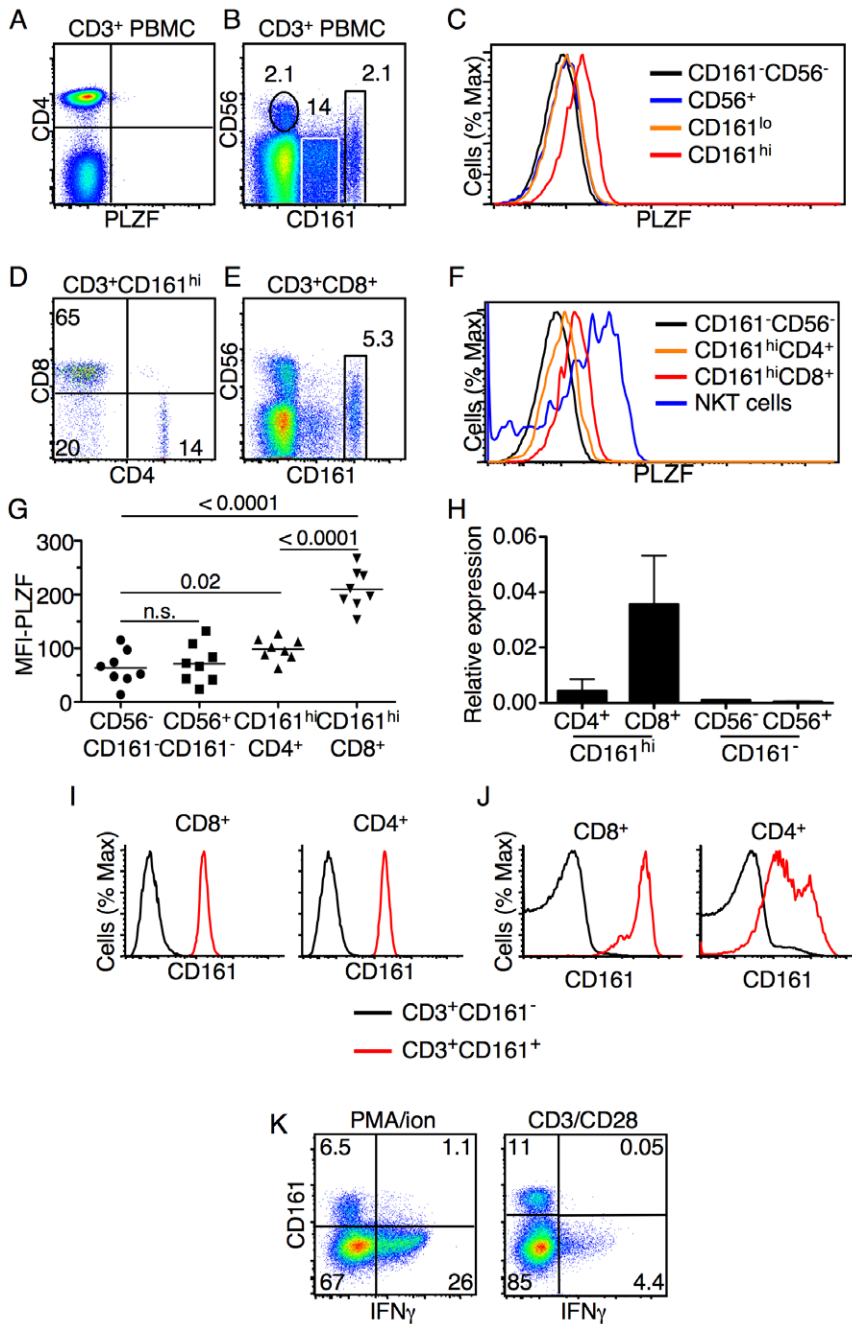 A CD3⁺ PBMC
CD4
PLZF
B CD3⁺ PBMC
CD56
2.1
14
2.1
CD161
C
Cells (% Max)
CD161⁻CD56⁻
CD56⁺
CD161ˡᵒ
CD161ʰⁱ
PLZF
D CD3⁺CD161ʰⁱ
CD8
65
20
14
CD4
E CD3⁺CD8⁺
CD56
5.3
CD161
F
Cells (% Max)
CD161⁻CD56⁻
CD161ʰⁱCD4⁺
CD161ʰⁱCD8⁺
NKT cells
PLZF
G
MFI-PLZF
300
200
100
0
< 0.0001
< 0.0001
0.02
n.s.
CD56⁻ CD56⁺ CD161ʰⁱ CD161ʰⁱ
CD161⁻ CD161⁻ CD4⁺ CD8⁺
H
Relative expression
0.06
0.04
0.02
0.00
CD4⁺ CD8⁺ CD56⁻ CD56⁺
CD161ʰⁱ CD161⁻
I
Cells (% Max)
CD8⁺ CD4⁺
CD161 CD161
J
Cells (% Max)
CD8⁺ CD4⁺
CD161 CD161
CD3⁺CD161⁻
CD3⁺CD161⁺
K
PMA/ion CD3/CD28
CD161
6.5 1.1
67 26
11 0.05
85 4.4
IFNγ IFNγ